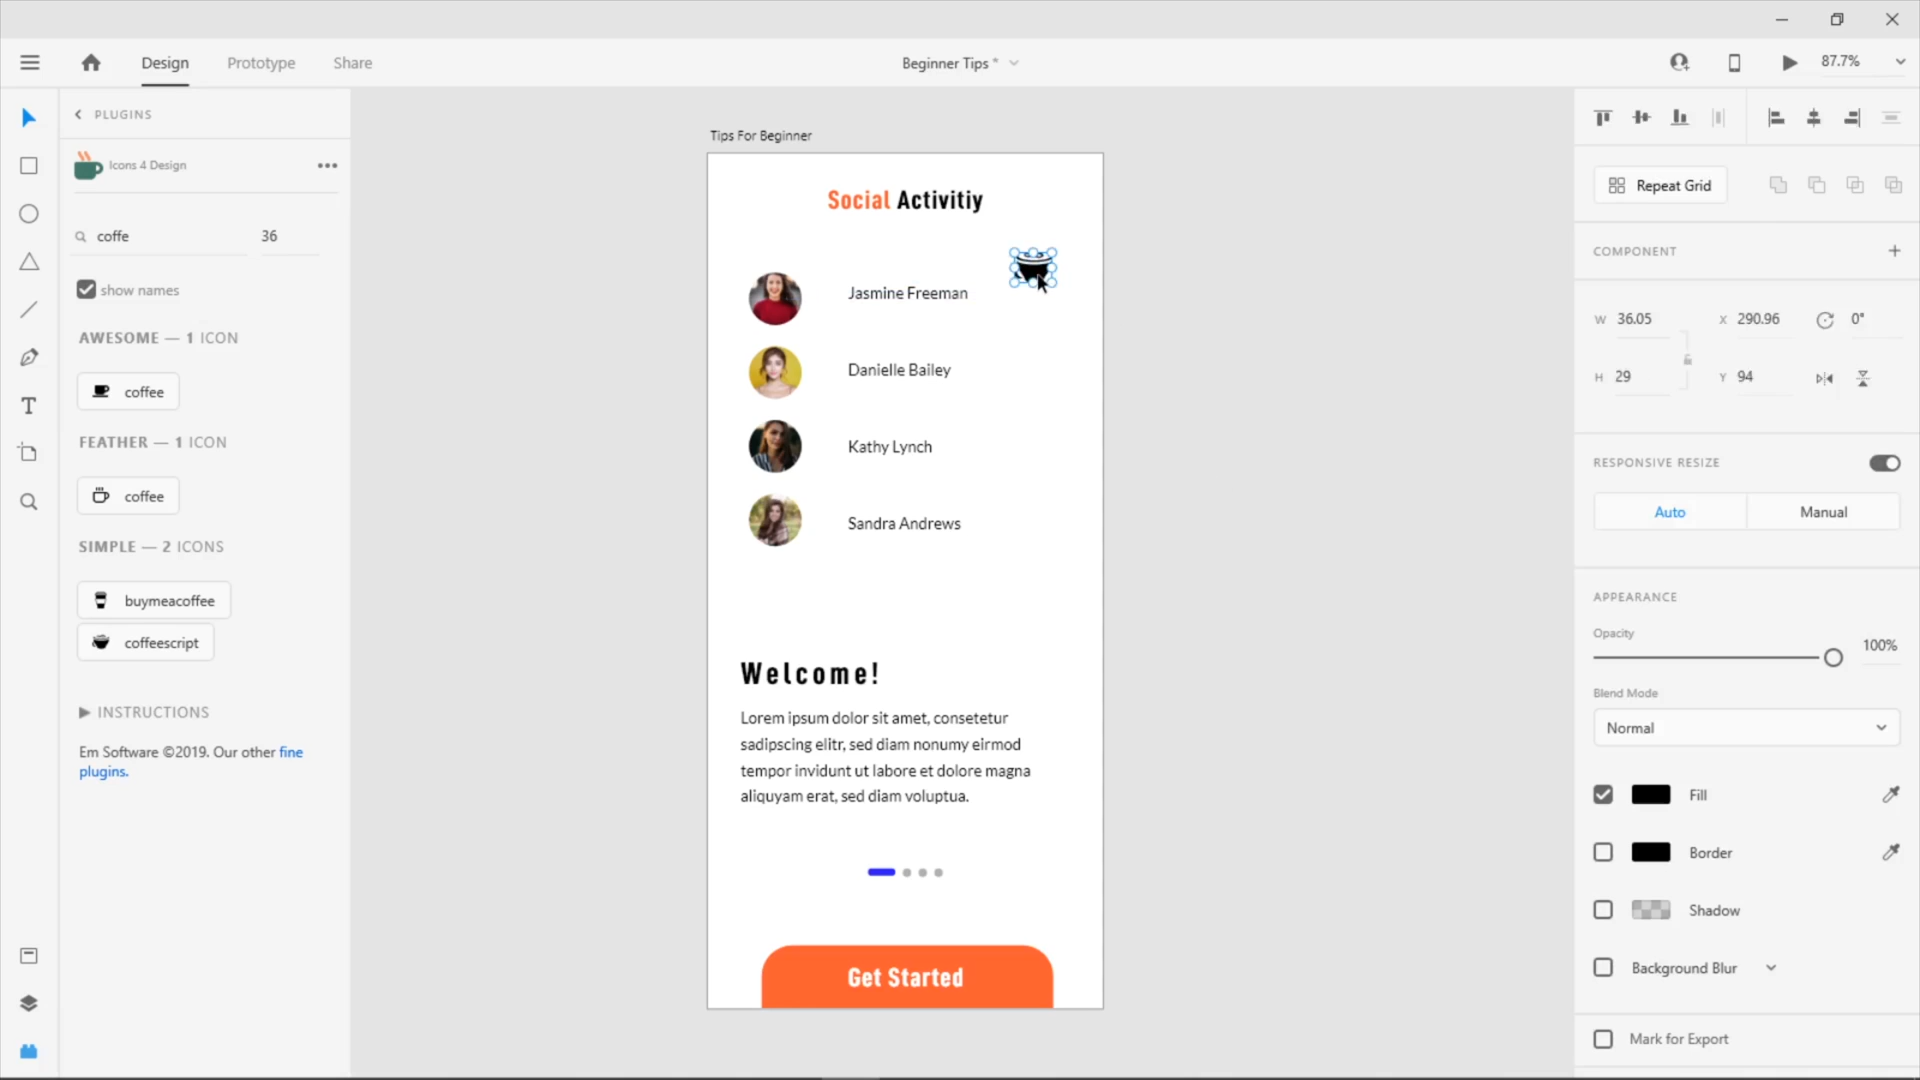 Design
Prototype
Share
Beginner Tips *
87.7%
PLUGINS
Icons 4 Design
coffe
36
show names
AWESOME — 1 ICON
coffee
FEATHER — 1 ICON
coffee
SIMPLE — 2 ICONS
buymeacoffee
coffeescript
INSTRUCTIONS
Em Software ©2019. Our other fine
plugins.
Tips For Beginner
Social Activitiy
Jasmine Freeman
Danielle Bailey
Kathy Lynch
Sandra Andrews
Welcome!
Lorem ipsum dolor sit amet, consetetur
sadipscing elitr, sed diam nonumy eirmod
tempor invidunt ut labore et dolore magna
aliquyam erat, sed diam voluptua.
Get Started
Repeat Grid
COMPONENT
W 36.05
X 290.96
0°
H 29
Y 94
RESPONSIVE RESIZE
Auto
Manual
APPEARANCE
Opacity
100%
Blend Mode
Normal
Fill
Border
Shadow
Background Blur
Mark for Export